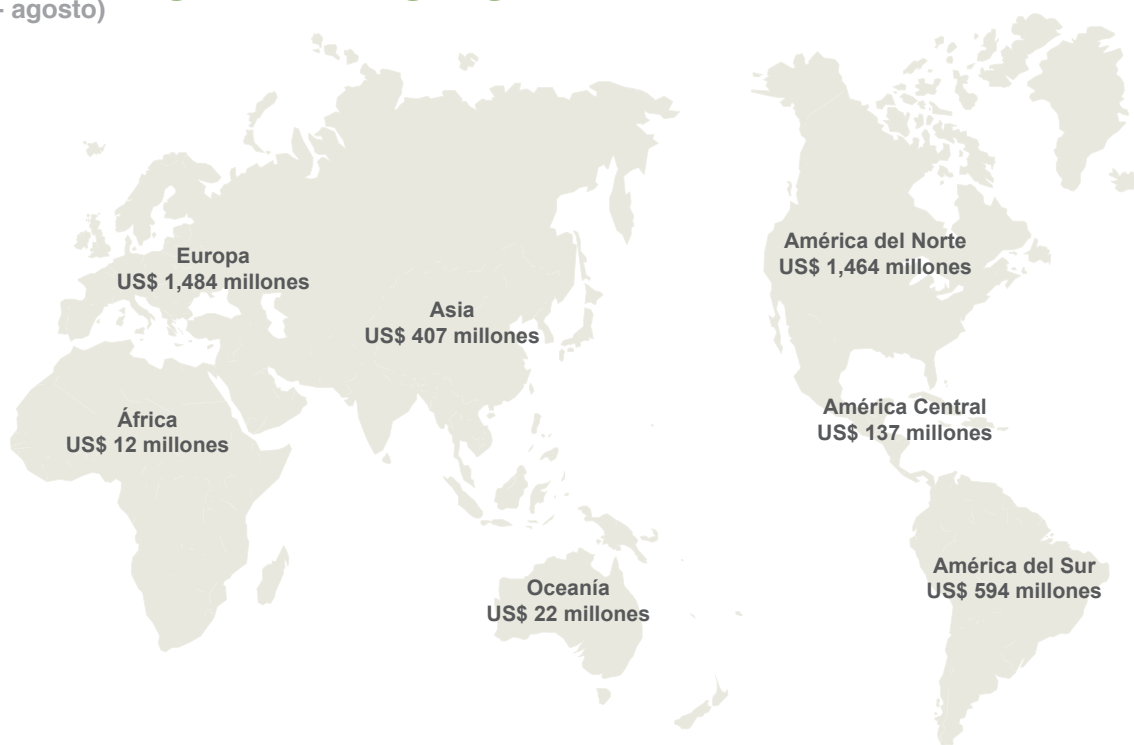 - agosto)
Europa
US$ 1,484 millones
Asia
US$ 407 millones
África
US$ 12 millones
Oceanía
US$ 22 millones
América del Norte
US$ 1,464 millones
América Central
US$ 137 millones
América del Sur
US$ 594 millones